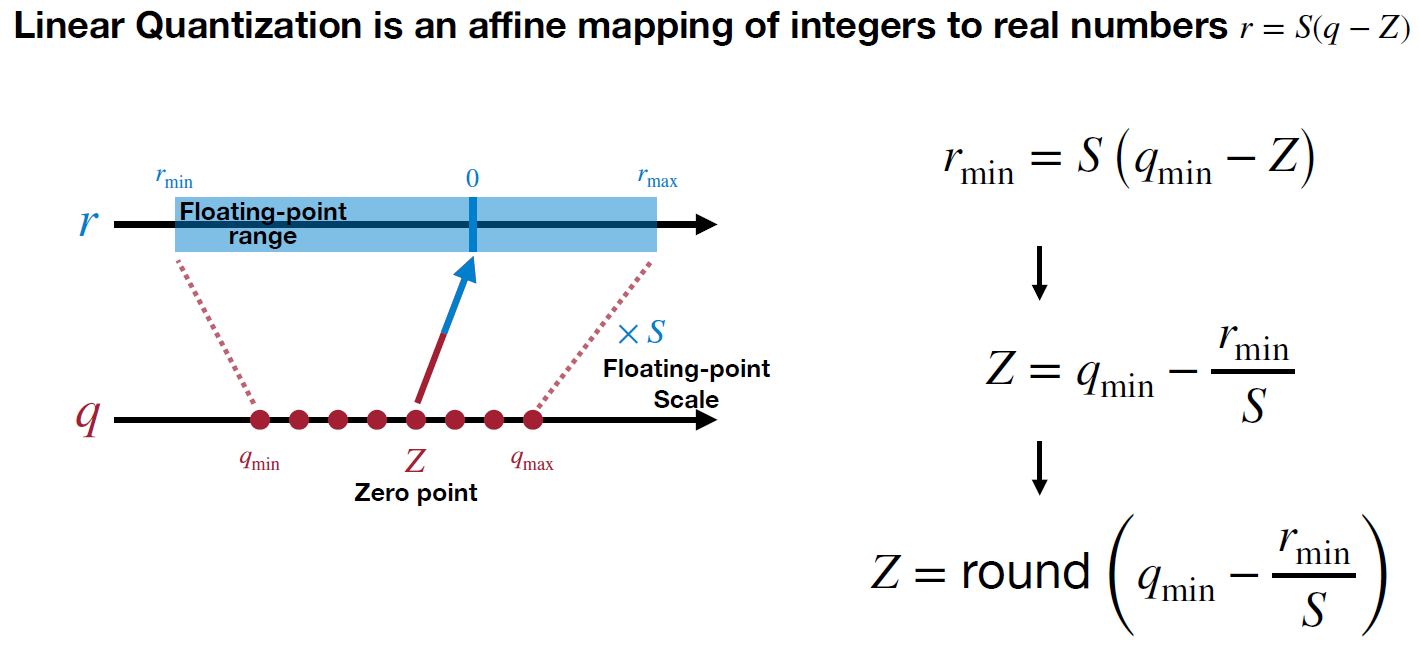 Linear Quantization is an affine mapping of integers to real numbers r = S(q − Z)
r_min 0 r_max
r
Floating-point
range
× S
Floating-point
Scale
q
q_min Z q_max
Zero point
r_min = S (q_min − Z)
Z = q_min − r_min / S
Z = round (q_min − r_min / S)